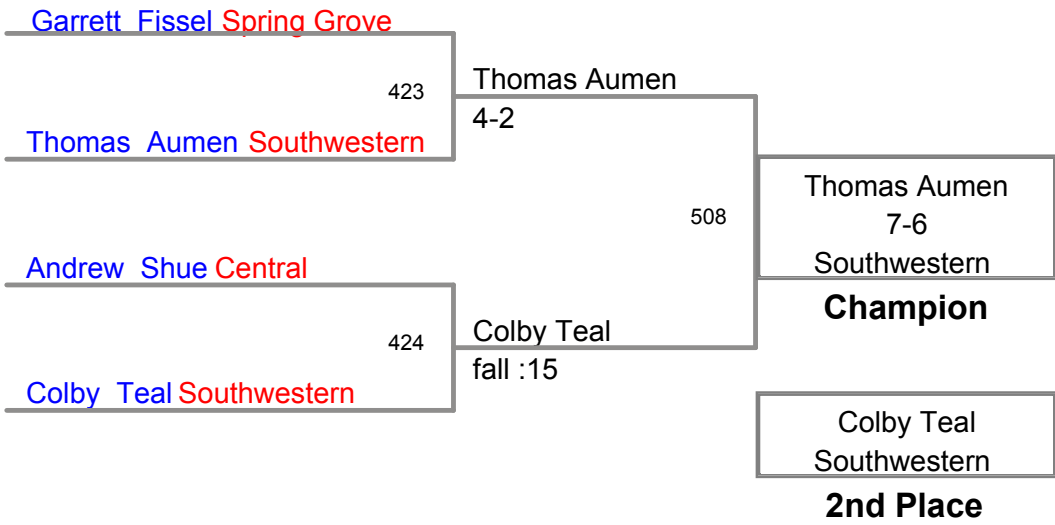 Garrett Fissel Spring Grove
423
Thomas Aumen
4-2
Thomas Aumen Southwestern
508
Thomas Aumen
7-6
Southwestern
Champion
Andrew Shue Central
424
Colby Teal
fall :15
Colby Teal Southwestern
Colby Teal
Southwestern
2nd Place